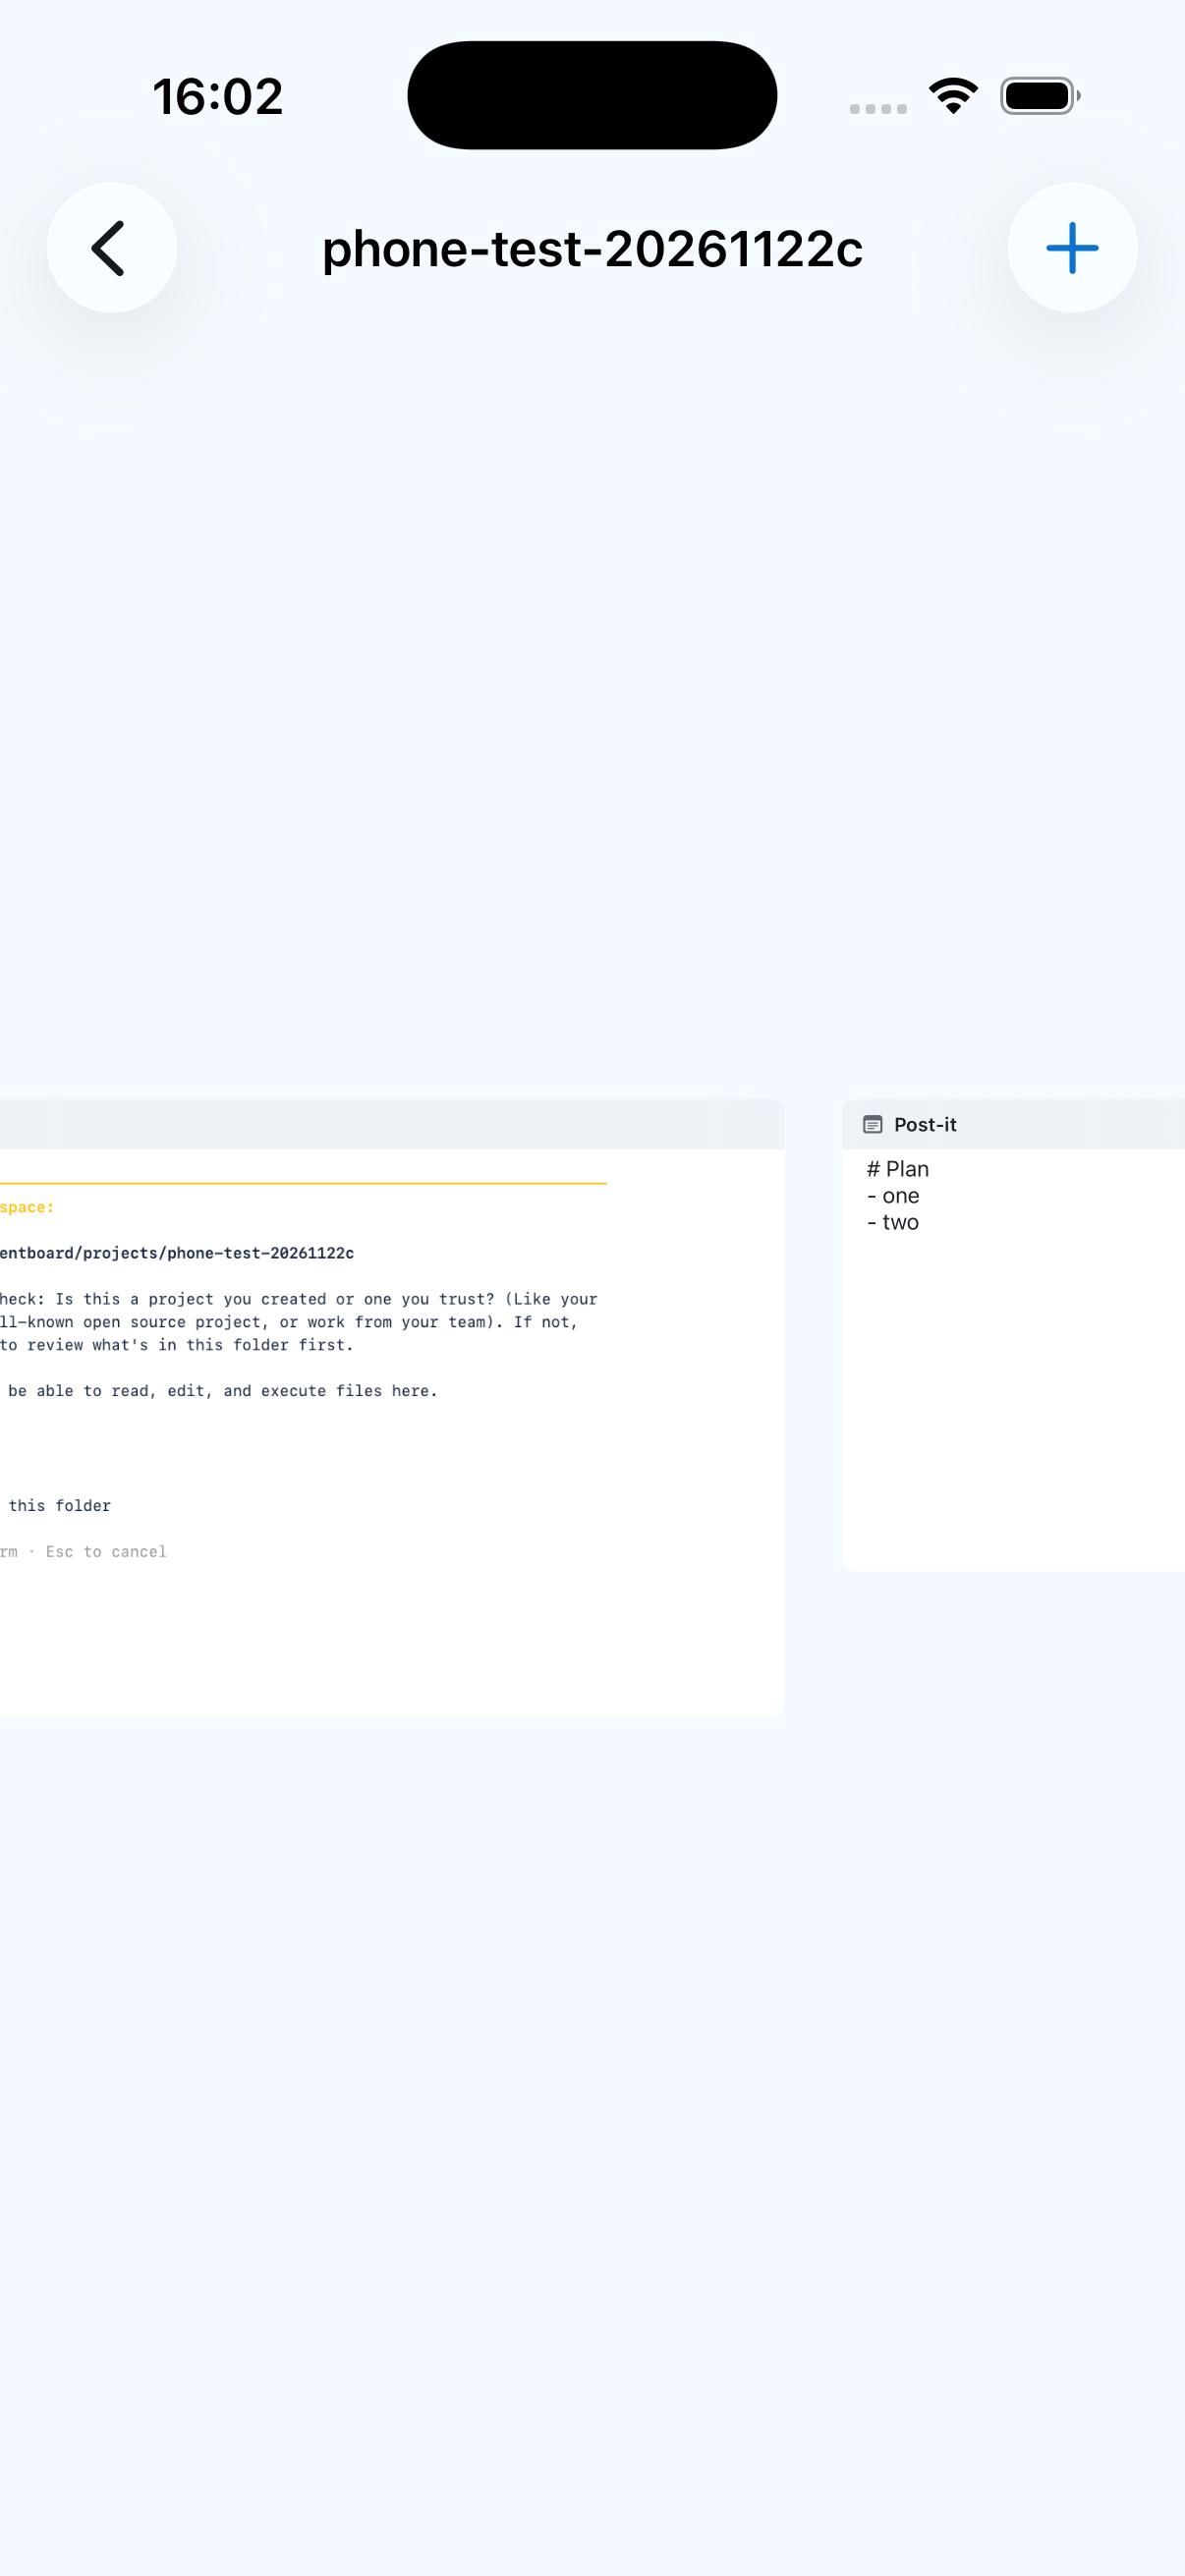 16:02
phone-test-20261122c
space:
entboard/projects/phone-test-20261122c
heck: Is this a project you created or one you trust? (Like your
ll-known open source project, or work from your team). If not,
to review what's in this folder first.
be able to read, edit, and execute files here.
this folder
rm · Esc to cancel
Post-it
# Plan
- one
- two